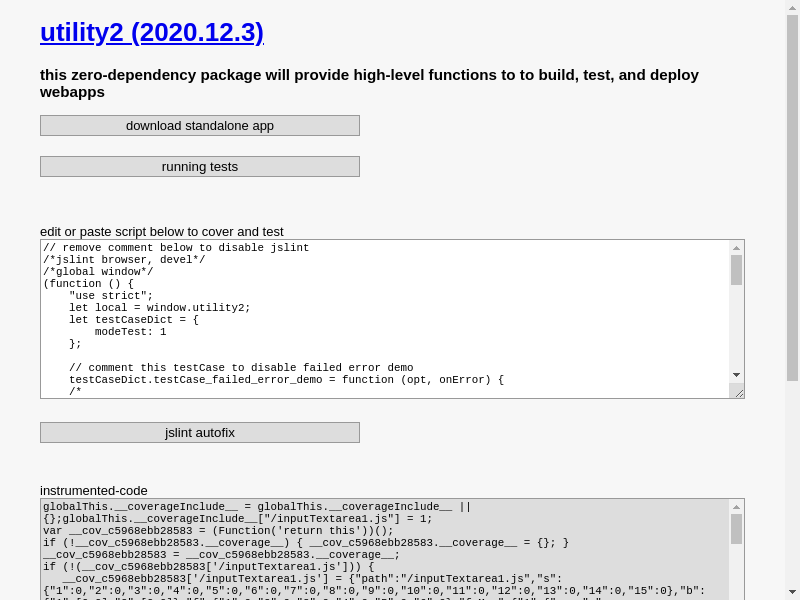 utility2 (2020.12.3)
this zero-dependency package will provide high-level functions to to build, test, and deploy
webapps
download standalone app
running tests
edit or paste script below to cover and test
// remove comment below to disable jslint
/*jslint browser, devel*/
/*global window*/
(function () {
    "use strict";
    let local = window.utility2;
    let testCaseDict = {
        modeTest: 1
    };
    // comment this testCase to disable failed error demo
    testCaseDict.testCase_failed_error_demo = function (opt, onError) {
    /*
jslint autofix
instrumented-code
globalThis.__coverageInclude__ = globalThis.__coverageInclude__ ||
{};globalThis.__coverageInclude__["/inputTextarea1.js"] = 1;
var __cov_c5968ebb28583 = (Function('return this'))();
if (!__cov_c5968ebb28583.__coverage__) { __cov_c5968ebb28583.__coverage__ = {}; }
__cov_c5968ebb28583 = __cov_c5968ebb28583.__coverage__;
if (!(__cov_c5968ebb28583['/inputTextarea1.js'])) {
   __cov_c5968ebb28583['/inputTextarea1.js'] = {"path":"/inputTextarea1.js","s":
{"1":0,"2":0,"3":0,"4":0,"5":0,"6":0,"7":0,"8":0,"9":0,"10":0,"11":0,"12":0,"13":0,"14":0,"15":0},"b":